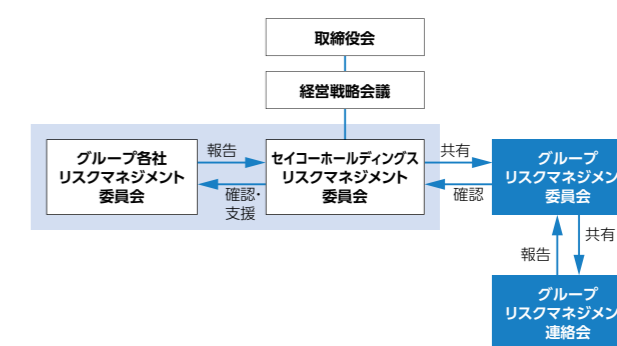 取締役会
経営戦略会議
グループ各社
リスクマネジメント
委員会
報告
確認・
支援
セイコーホールディングス
リスクマネジメント
委員会
共有
確認
グループ
リスクマネジメン
委員会
報告
共有
グループ
リスクマネジメン
連絡会